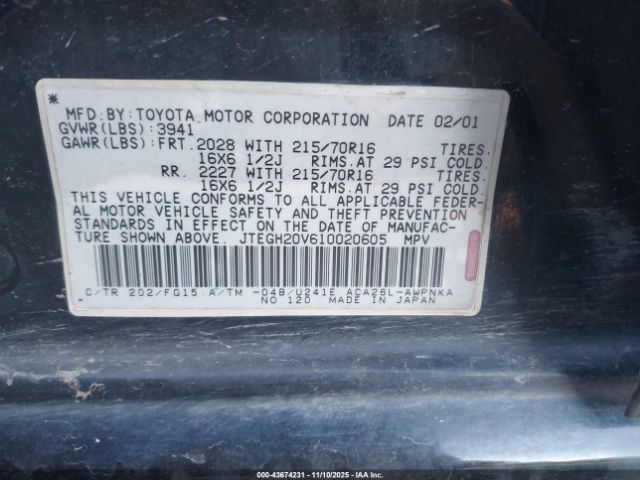 *
MFD. BY: TOYOTA MOTOR CORPORATION DATE 02/01
GVWR(LBS): 3941
GAWR(LBS): FRT. 2028 WITH 215/70R16 TIRES.
16X6 1/2J RIMS. AT 29 PSI COLD.
RR. 2227 WITH 215/70R16 TIRES.
16X6 1/2J RIMS. AT 29 PSI COLD.
THIS VEHICLE CONFORMS TO ALL APPLICABLE FEDER-
AL MOTOR VEHICLE SAFETY AND THEFT PREVENTION
STANDARDS IN EFFECT ON THE DATE OF MANUFAC-
TURE SHOWN ABOVE. JTEGH20V610020605 MPV
C/TR 202/FG15. A/TM -04B/U241E ACA26L-AWPNKA
NO 120 MADE IN JAPAN
000-43674231 - 11/10/2025 - IAAI.CA